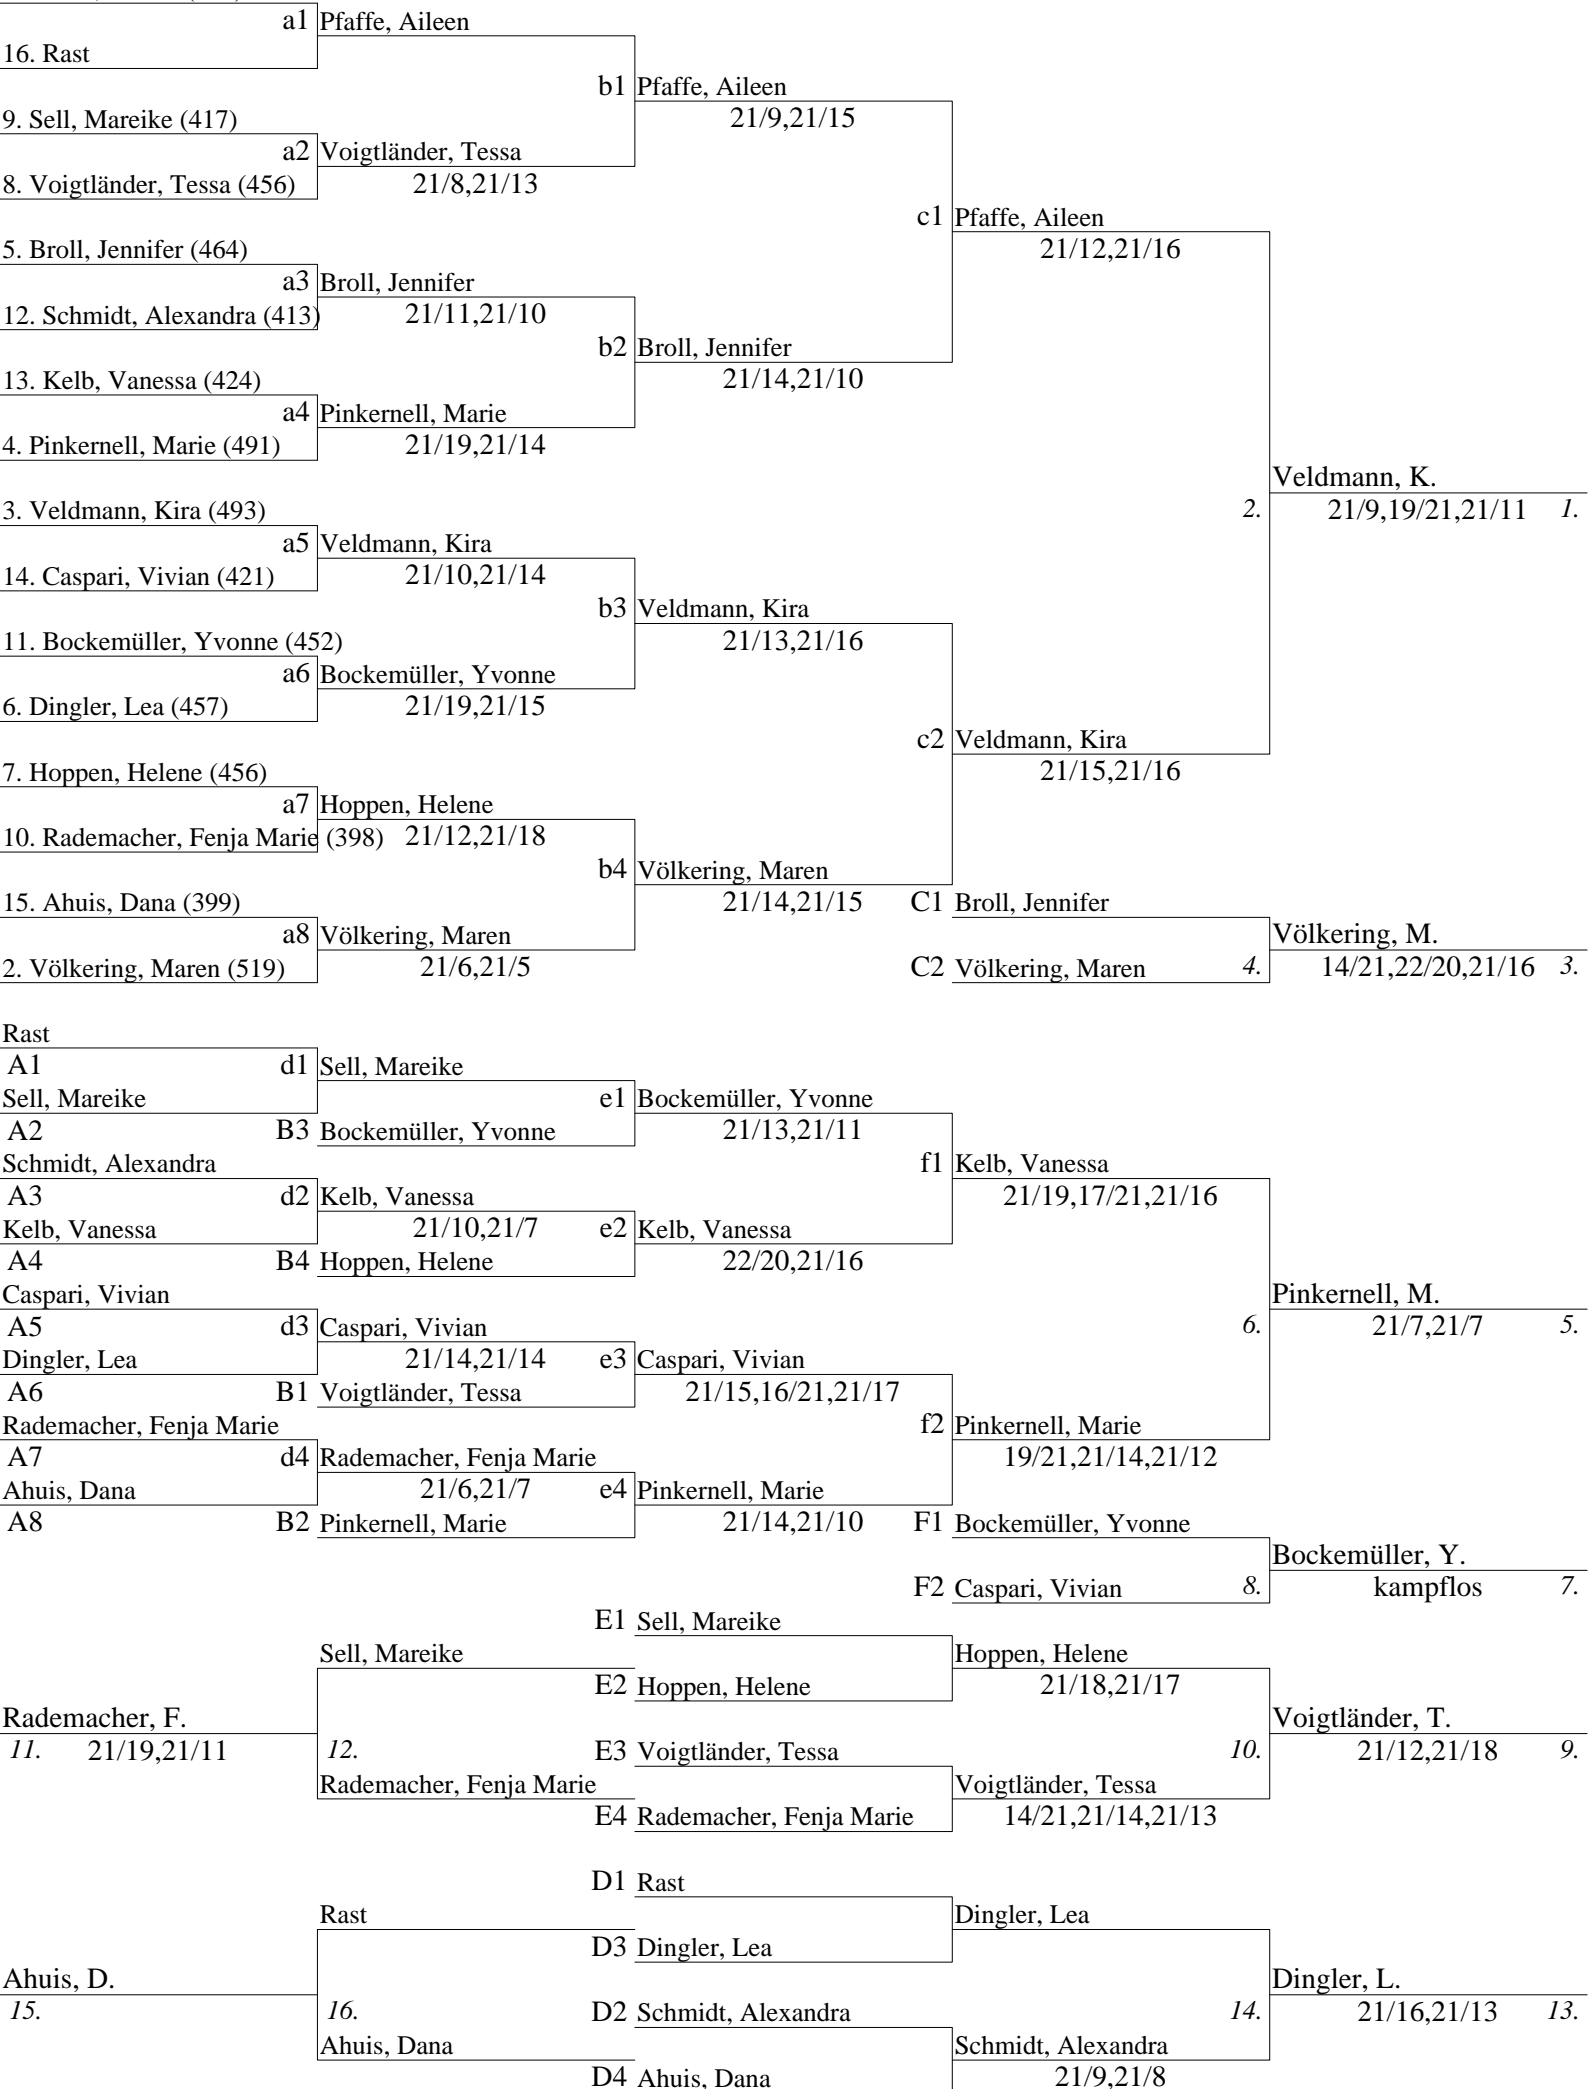 a1 Pfaffe, Aileen
16. Rast
b1 Pfaffe, Aileen
21/9,21/15
9. Sell, Mareike (417)
a2 Voigtländer, Tessa
8. Voigtländer, Tessa (456) 21/8,21/13
c1 Pfaffe, Aileen
21/12,21/16
5. Broll, Jennifer (464)
a3 Broll, Jennifer
12. Schmidt, Alexandra (413) 21/11,21/10
b2 Broll, Jennifer
21/14,21/10
13. Kelb, Vanessa (424)
a4 Pinkernell, Marie
4. Pinkernell, Marie (491) 21/19,21/14
Veldmann, K.
2. 21/9,19/21,21/11 1.
3. Veldmann, Kira (493)
a5 Veldmann, Kira
14. Caspari, Vivian (421) 21/10,21/14
b3 Veldmann, Kira
21/13,21/16
11. Bockemüller, Yvonne (452)
a6 Bockemüller, Yvonne
6. Dingler, Lea (457) 21/19,21/15
c2 Veldmann, Kira
21/15,21/16
7. Hoppen, Helene (456)
a7 Hoppen, Helene
10. Rademacher, Fenja Marie (398) 21/12,21/18
b4 Völkering, Maren
21/14,21/15
15. Ahuis, Dana (399) C1 Broll, Jennifer
a8 Völkering, Maren Völkering, M.
2. Völkering, Maren (519) 21/6,21/5 C2 Völkering, Maren 4. 14/21,22/20,21/16 3.
Rast
A1 d1 Sell, Mareike
Sell, Mareike e1 Bockemüller, Yvonne
A2 B3 Bockemüller, Yvonne 21/13,21/11
Schmidt, Alexandra f1 Kelb, Vanessa
A3 d2 Kelb, Vanessa 21/19,17/21,21/16
Kelb, Vanessa 21/10,21/7 e2 Kelb, Vanessa
A4 B4 Hoppen, Helene 22/20,21/16
Caspari, Vivian Pinkernell, M.
A5 d3 Caspari, Vivian 6. 21/7,21/7 5.
Dingler, Lea 21/14,21/14 e3 Caspari, Vivian
A6 B1 Voigtländer, Tessa 21/15,16/21,21/17
Rademacher, Fenja Marie f2 Pinkernell, Marie
A7 d4 Rademacher, Fenja Marie 19/21,21/14,21/12
Ahuis, Dana 21/6,21/7 e4 Pinkernell, Marie
A8 B2 Pinkernell, Marie 21/14,21/10 F1 Bockemüller, Yvonne
Bockemüller, Y.
F2 Caspari, Vivian 8. kampflos 7.
E1 Sell, Mareike
Sell, Mareike Hoppen, Helene
E2 Hoppen, Helene 21/18,21/17
Rademacher, F. Voigtländer, T.
11. 21/19,21/11 12. E3 Voigtländer, Tessa 10. 21/12,21/18 9.
Rademacher, Fenja Marie Voigtländer, Tessa
E4 Rademacher, Fenja Marie 14/21,21/14,21/13
D1 Rast
Rast Dingler, Lea
D3 Dingler, Lea
Ahuis, D. Dingler, L.
15. 16. D2 Schmidt, Alexandra 14. 21/16,21/13 13.
Ahuis, Dana Schmidt, Alexandra
D4 Ahuis, Dana 21/9,21/8